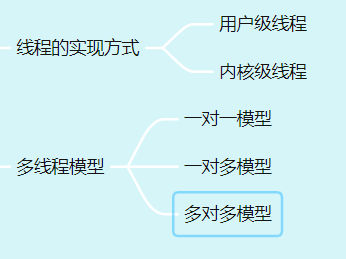 线程的实现方式
用户级线程
内核级线程
多线程模型
一对一模型
一对多模型
多对多模型